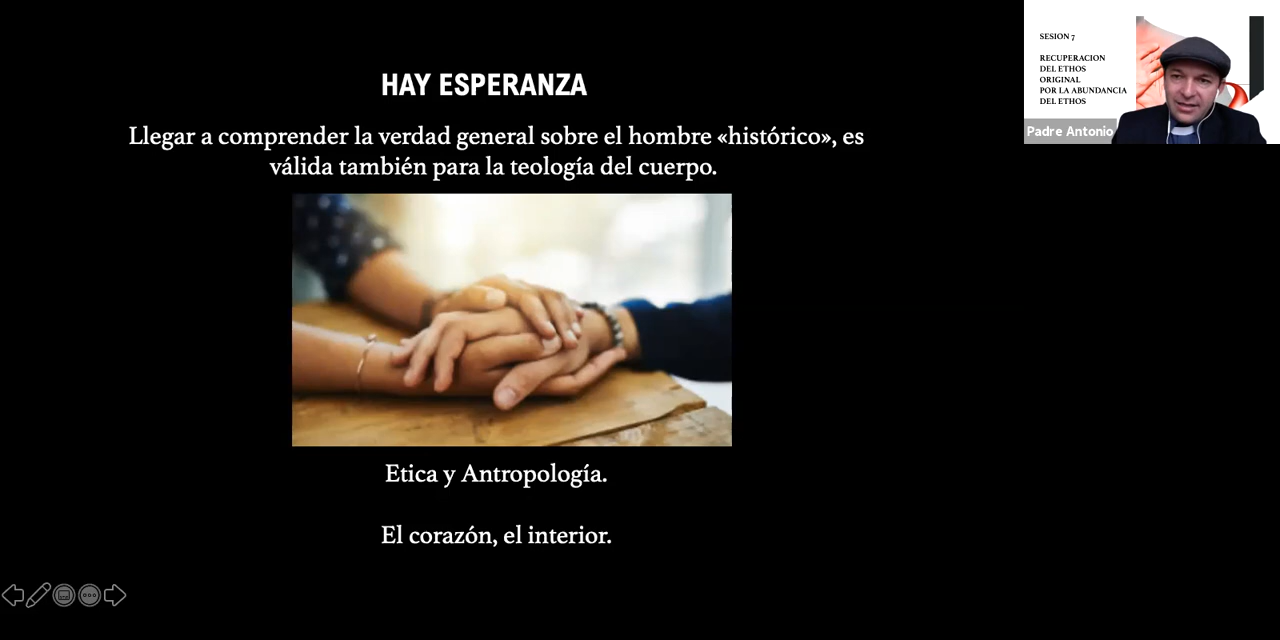 HAY ESPERANZA
Llegar a comprender la verdad general sobre el hombre «histórico», es
válida también para la teología del cuerpo.
Etica y Antropología.
El corazón, el interior.
SESION 7
RECUPERACION
DEL ETHOS
ORIGINAL
POR LA ABUNDANCIA
DEL ETHOS
Padre Antonio